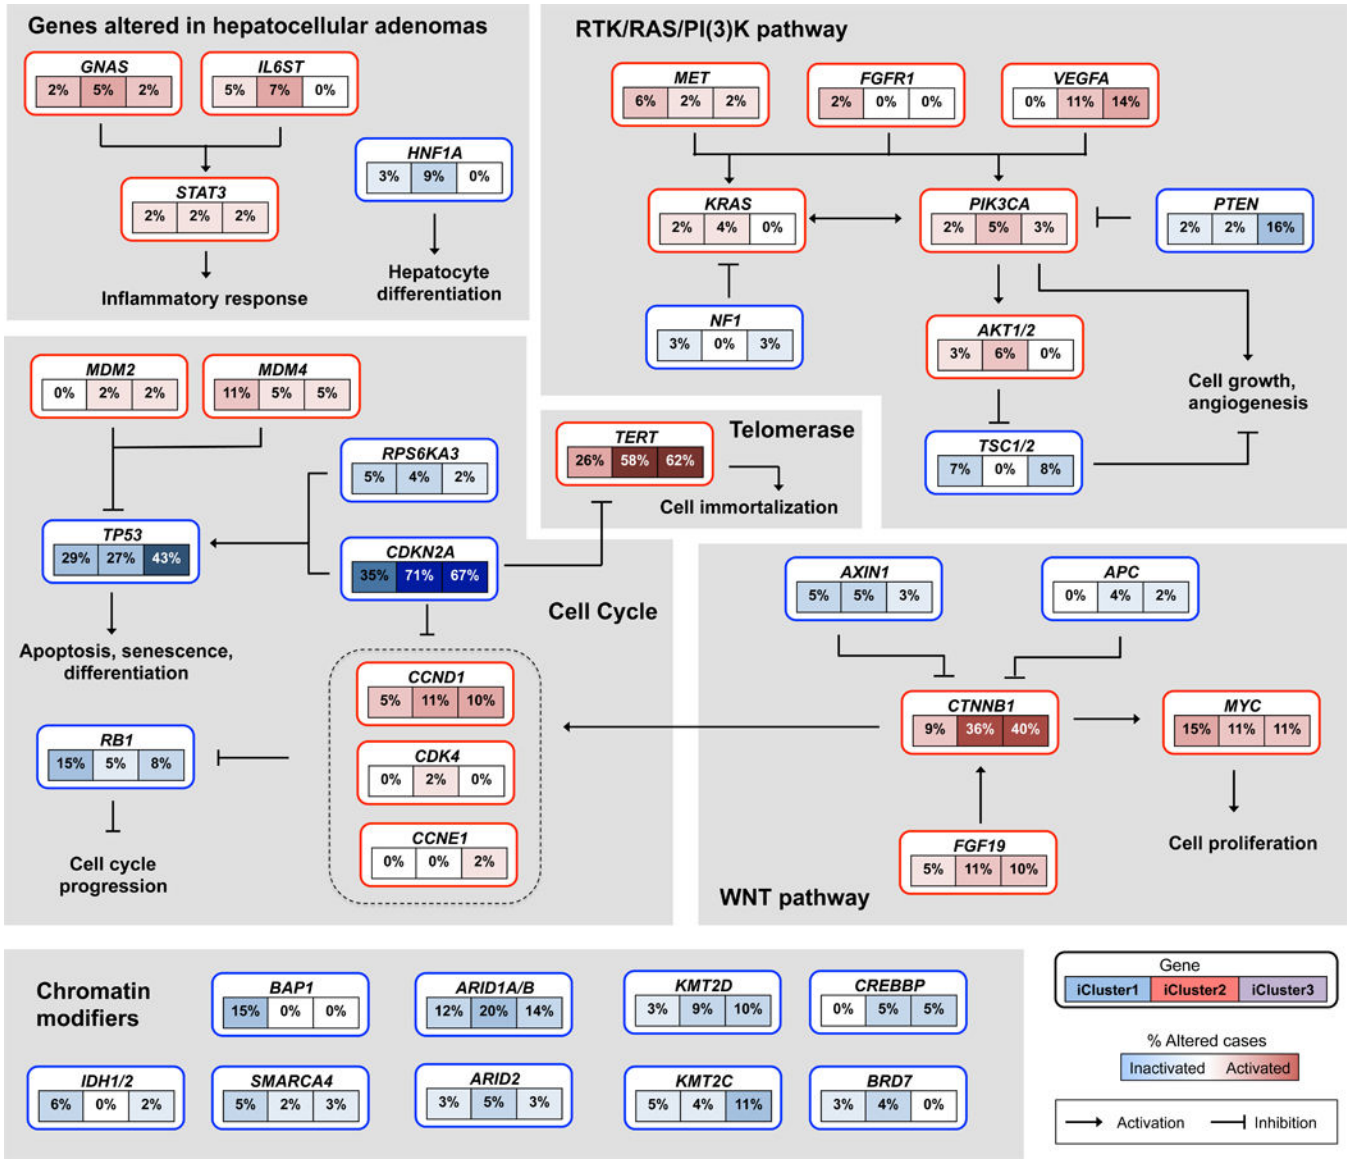 Genes altered in hepatocellular adenomas
GNAS
2% 5% 2%
IL6ST
5% 7% 0%
HNF1A
3% 9% 0%
STAT3
2% 2% 2%
Inflammatory response
Hepatocyte
differentiation
RTK/RAS/PI(3)K pathway
MET
6% 2% 2%
FGFR1
2% 0% 0%
VEGFA
0% 11% 14%
KRAS
2% 4% 0%
PIK3CA
2% 5% 3%
PTEN
2% 2% 16%
NF1
3% 0% 3%
AKT1/2
3% 6% 0%
Cell growth,
angiogenesis
TSC1/2
7% 0% 8%
MDM2
0% 2% 2%
MDM4
11% 5% 5%
RPS6KA3
5% 4% 2%
TP53
29% 27% 43%
CDKN2A
35% 71% 67%
Cell Cycle
Apoptosis, senescence,
differentiation
CCND1
5% 11% 10%
RB1
15% 5% 8%
CDK4
0% 2% 0%
CCNE1
0% 0% 2%
Cell cycle
progression
TERT
26% 58% 62%
Telomerase
Cell immortalization
AXIN1
5% 5% 3%
APC
0% 4% 2%
CTNNB1
9% 36% 40%
MYC
15% 11% 11%
FGF19
5% 11% 10%
Cell proliferation
WNT pathway
Chromatin
modifiers
BAP1
15% 0% 0%
ARID1A/B
12% 20% 14%
KMT2D
3% 9% 10%
CREBBP
0% 5% 5%
IDH1/2
6% 0% 2%
SMARCA4
5% 2% 3%
ARID2
3% 5% 3%
KMT2C
5% 4% 11%
BRD7
3% 4% 0%
Gene
iCluster1 iCluster2 iCluster3
% Altered cases
Inactivated Activated
Activation Inhibition